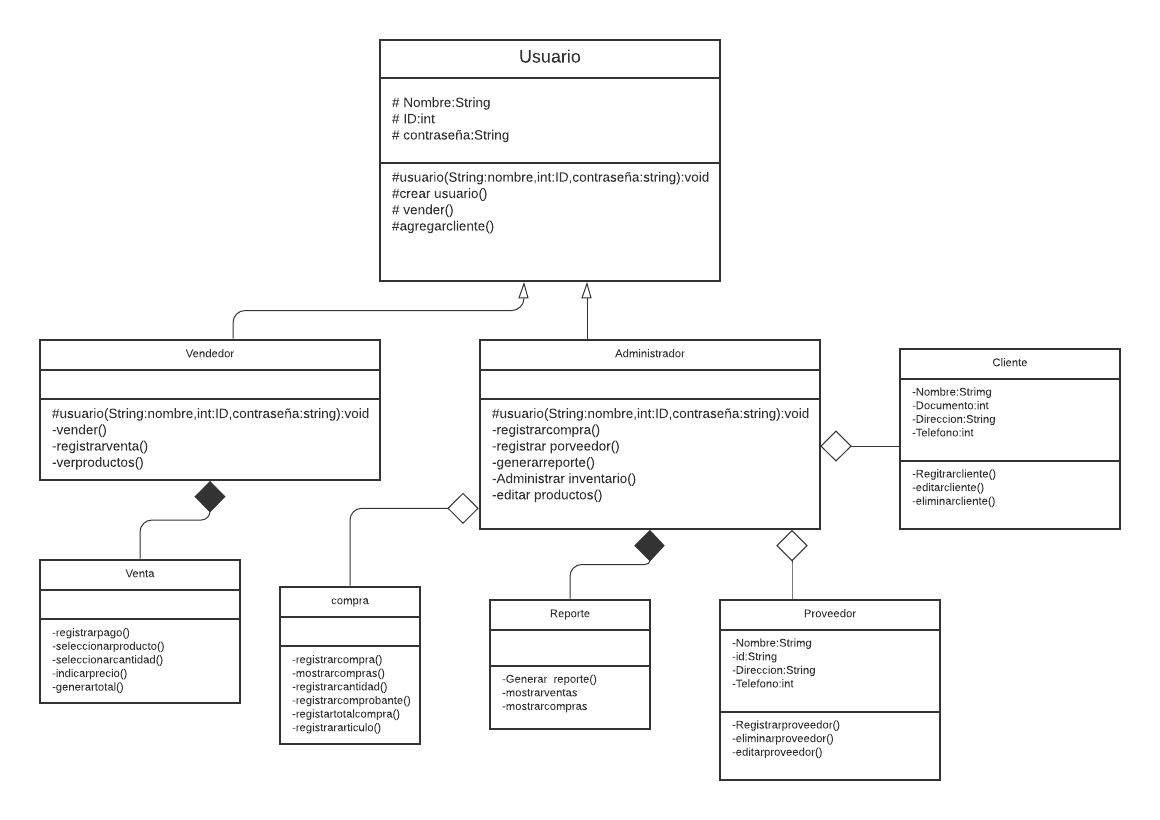 Usuario
# Nombre:String
# ID:int
# contraseña:String
#usuario(String:nombre,int:ID,contraseña:string):void
#crear usuario()
# vender()
#agregarcliente()
Vendedor
#usuario(String:nombre,int:ID,contraseña:string):void
-vender()
-registrarventa()
-verproductos()
Administrador
#usuario(String:nombre,int:ID,contraseña:string):void
-registrarcompra()
-registrar porveedor()
-generarreporte()
-Administrar inventario()
-editar productos()
Cliente
-Nombre:Strimg
-Documento:int
-Direccion:String
-Telefono:int
-Regitrarcliente()
-editarcliente()
-eliminarcliente()
Venta
-registrarpago()
-seleccionarproducto()
-seleccionarcantidad()
-indicarprecio()
-generartotal()
compra
-registrarcompra()
-mostrarcompras()
-registrarcantidad()
-registrarcomprobante()
-registartotalcompra()
-registrararticulo()
Reporte
-Generar  reporte()
-mostrarventas
-mostrarcompras
Proveedor
-Nombre:Strimg
-id:String
-Direccion:String
-Telefono:int
-Registrarproveedor()
-eliminarproveedor()
-editarproveedor()